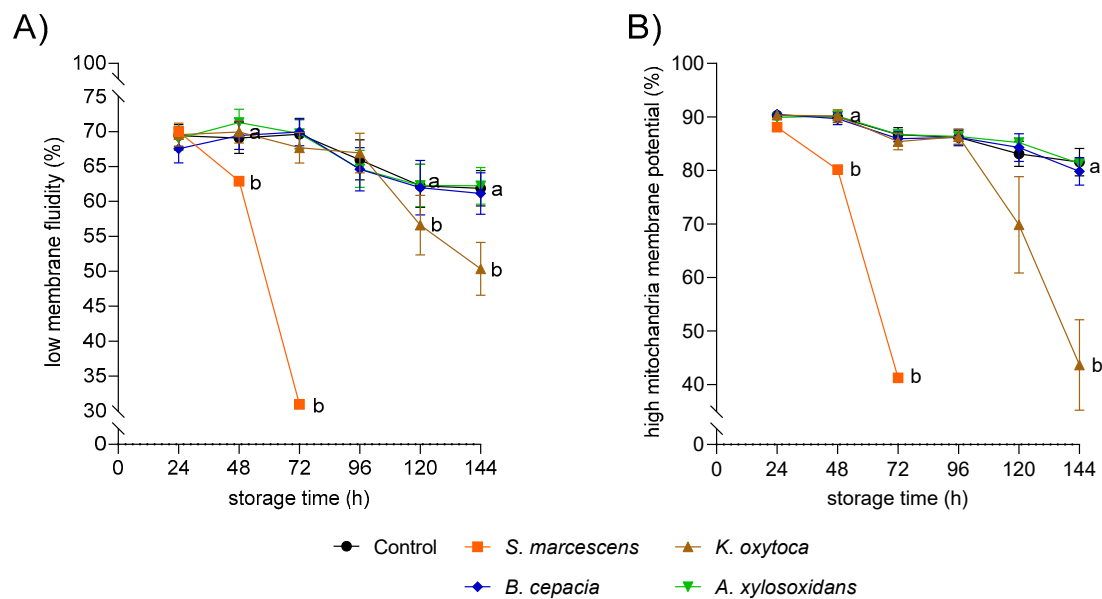 A)
low membrane fluidity (%)
100
75
70
65
60
55
50
45
40
35
30
0
a
b
b
a
b
a
b
0 24 48 72 96 120 144
storage time (h)
B)
high mitochandria membrane potential (%)
100
90
80
70
60
50
40
0
a
b
b
a
b
0 24 48 72 96 120 144
storage time (h)
Control S. marcescens K. oxytoca
B. cepacia A. xylosoxidans